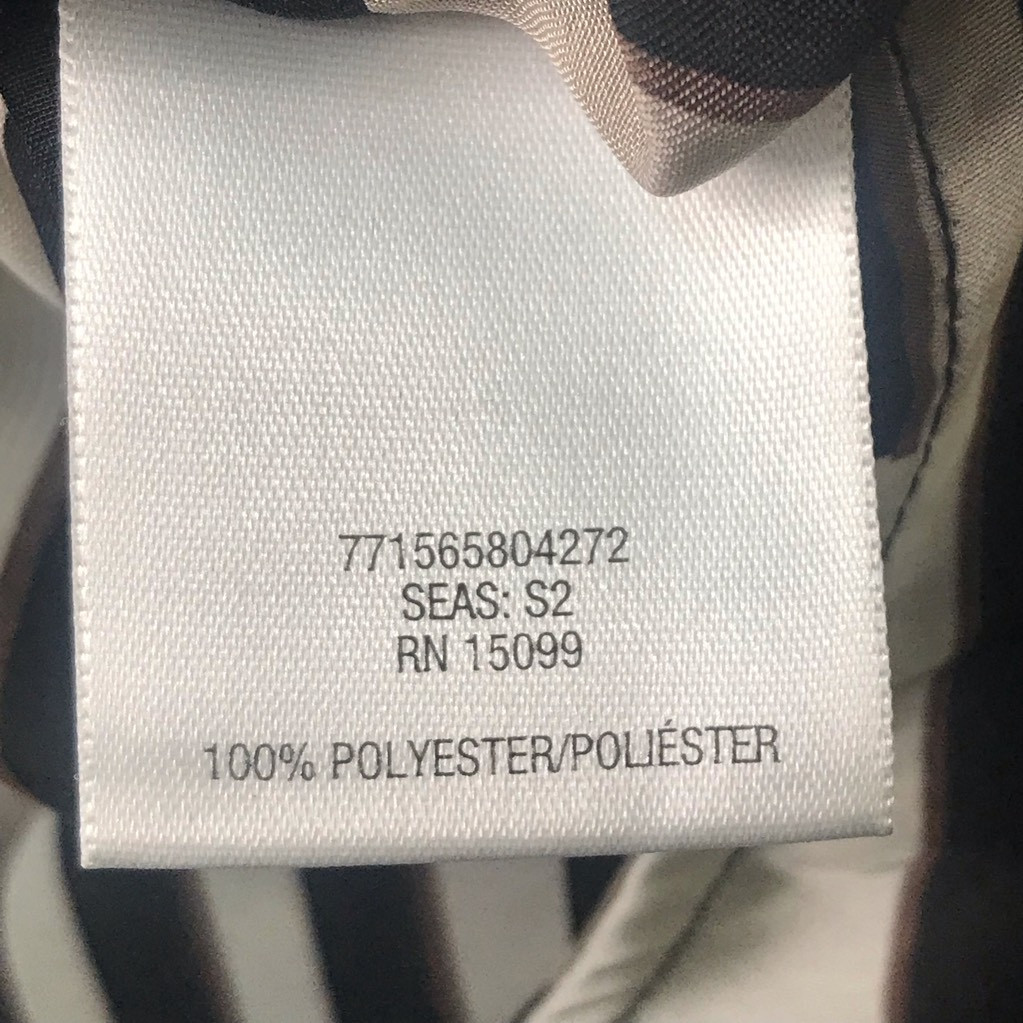 771565804272
SEAS: S2
RN 15099
100% POLYESTER/POLIÉSTER